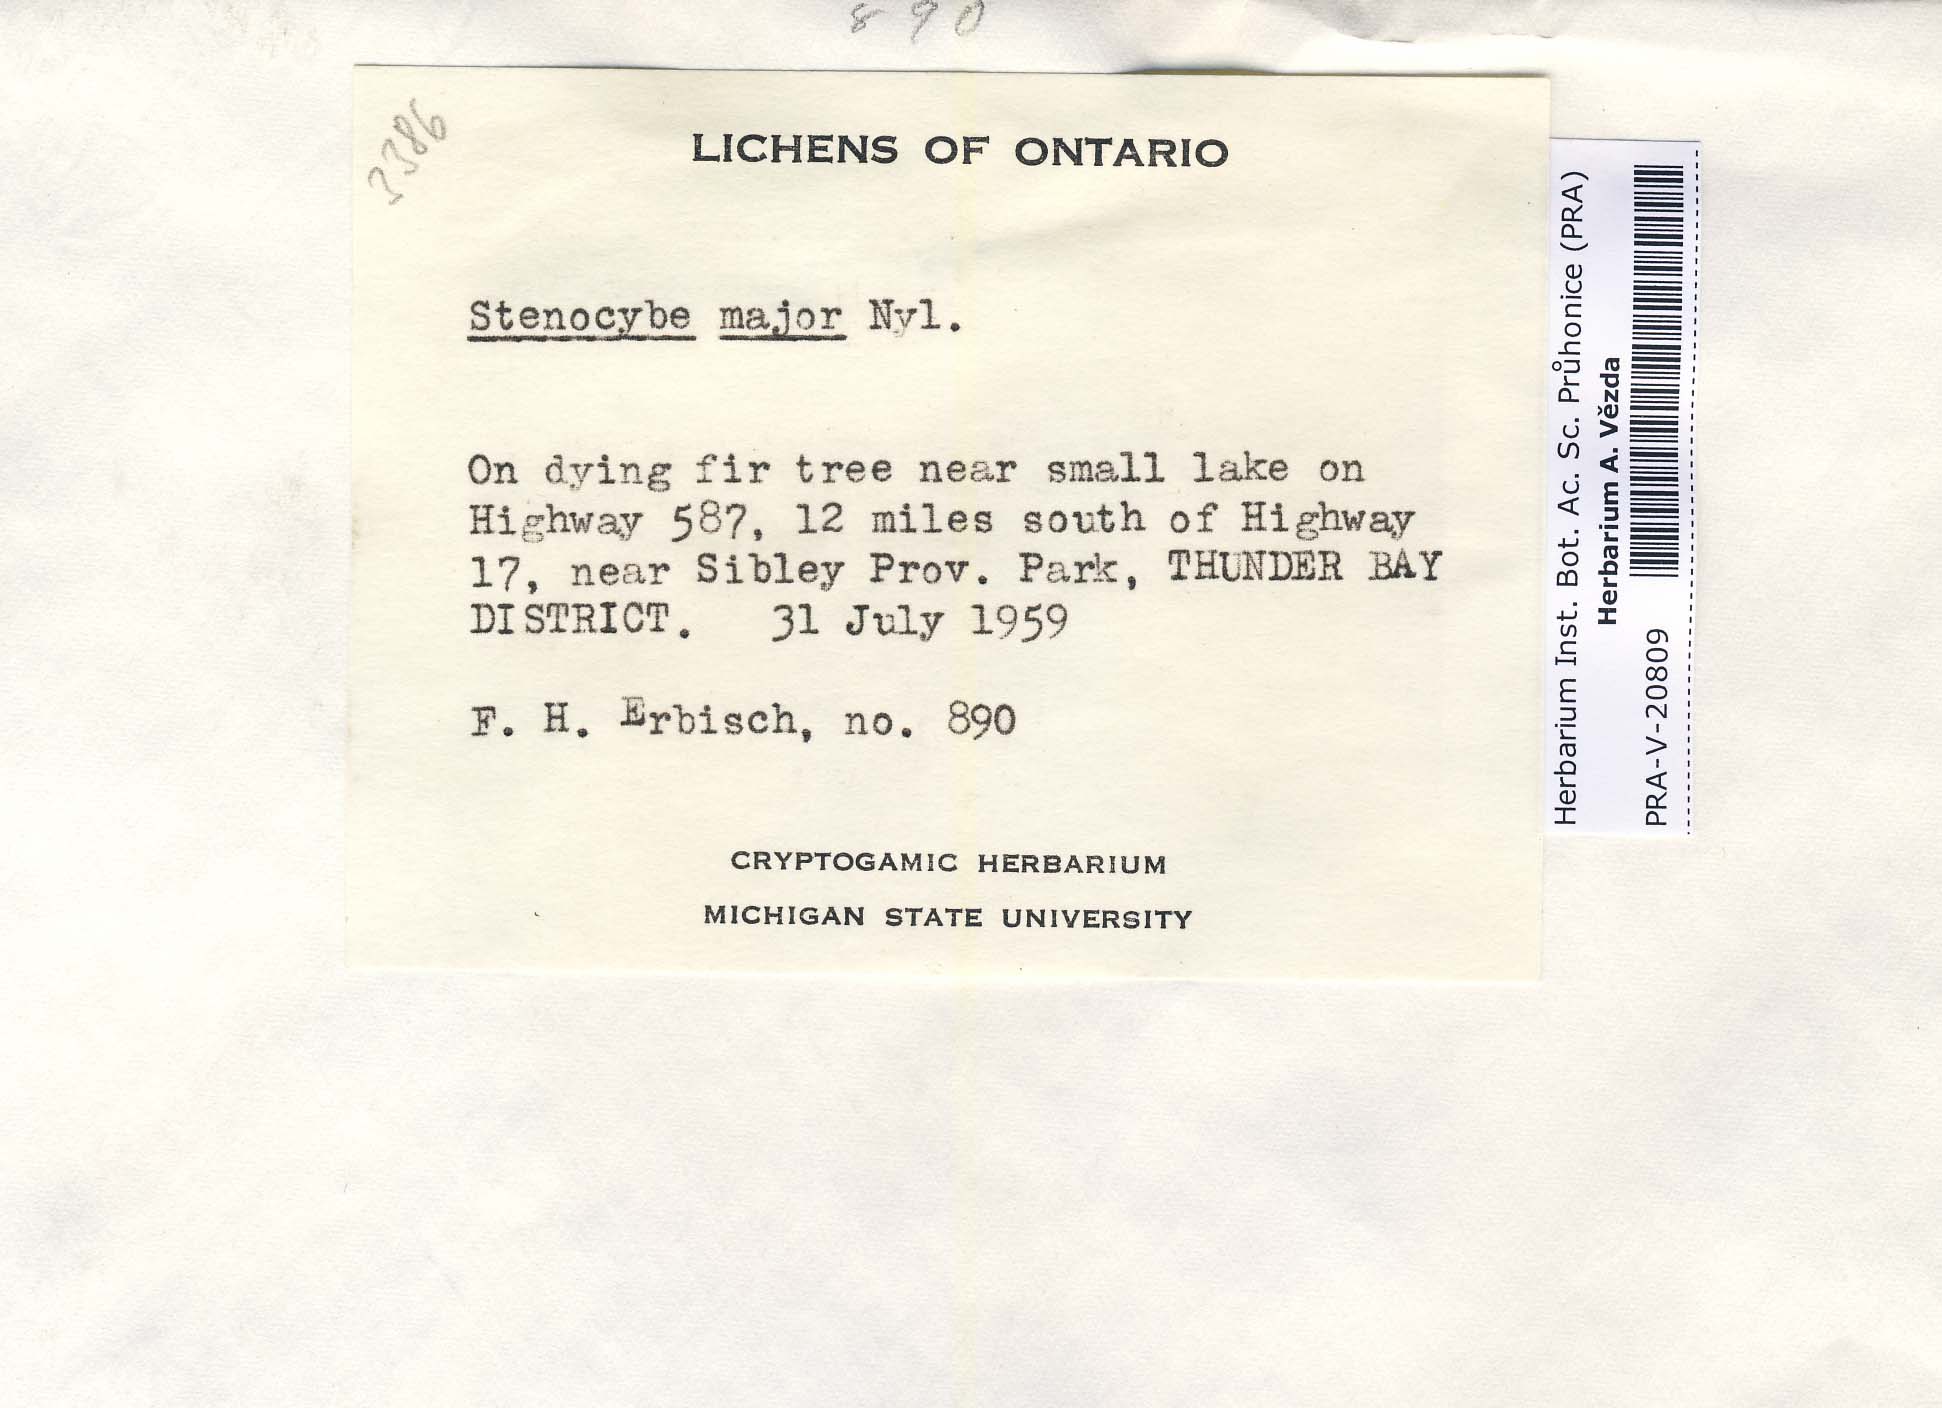 890
3386
LICHENS OF ONTARIO
Stenocybe major Nyl.
On dying fir tree near small lake on
Highway 587, 12 miles south of Highway
17, near Sibley Prov. Park, THUNDER BAY
DISTRICT. 31 July 1959
F. H. Erbisch, no. 890
CRYPTOGAMIC HERBARIUM
MICHIGAN STATE UNIVERSITY
Herbarium Inst. Bot. Ac. Sc. Průhonice (PRA)
Herbarium A. Vězda
PRA-V-20809